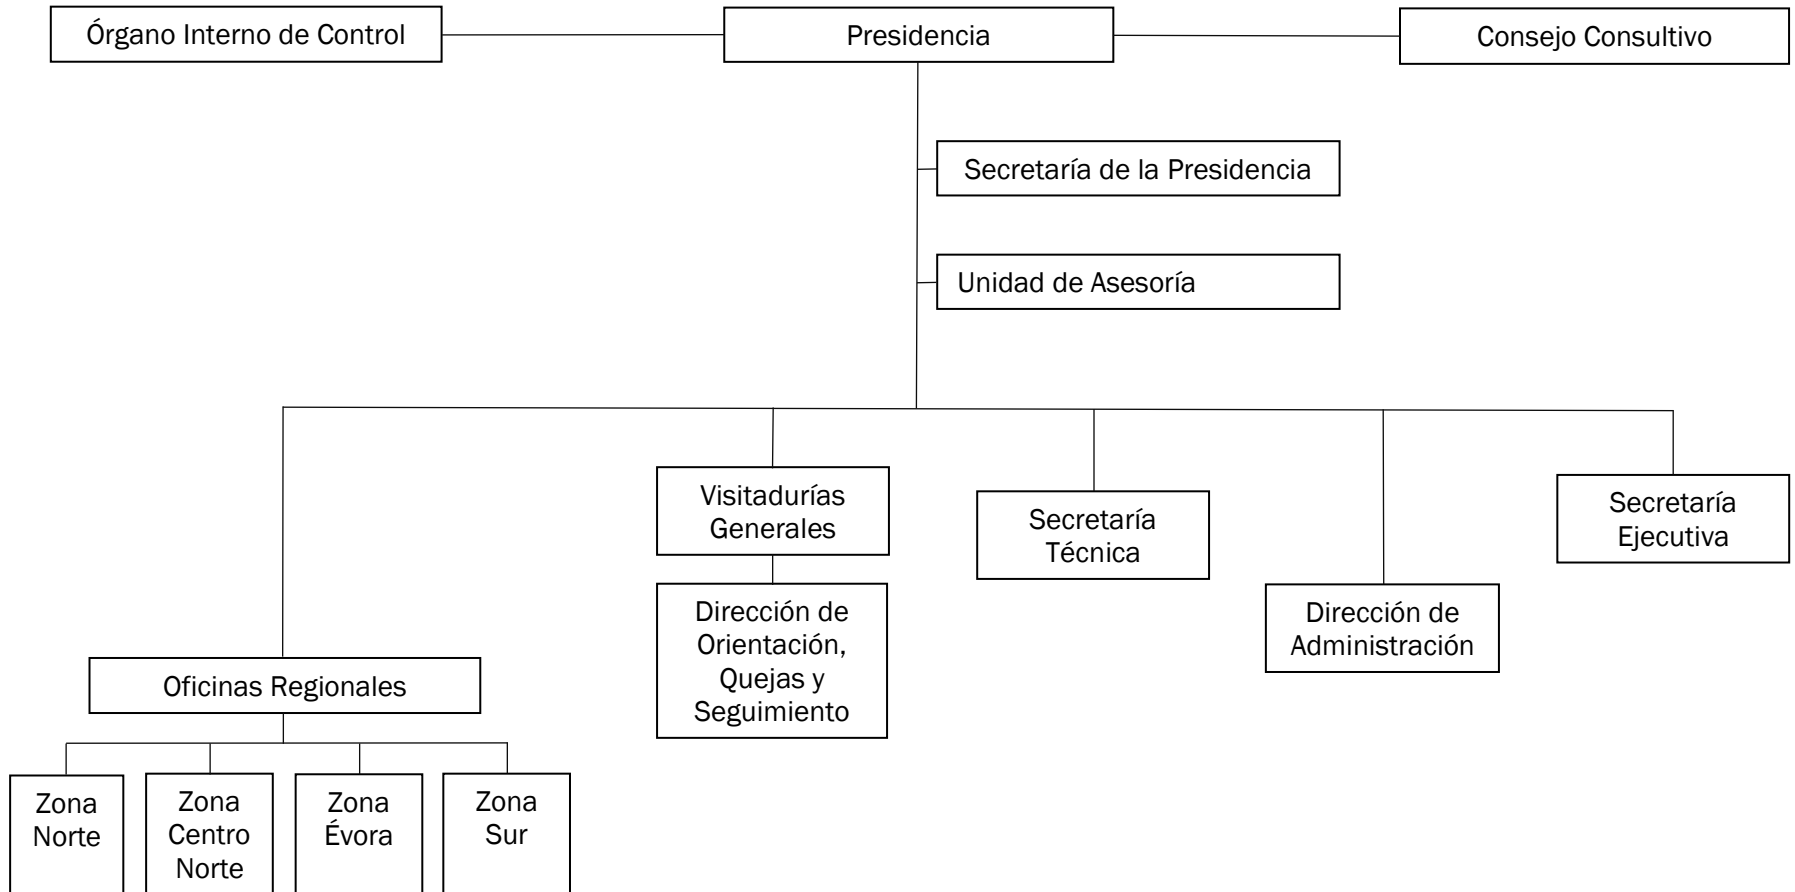 Órgano Interno de Control
Presidencia
Consejo Consultivo
Secretaría de la Presidencia
Unidad de Asesoría
Visitadurías
Generales
Secretaría
Técnica
Secretaría
Ejecutiva
Dirección de
Orientación,
Quejas y
Seguimiento
Dirección de
Administración
Oficinas Regionales
Zona
Norte
Zona
Centro
Norte
Zona
Évora
Zona
Sur